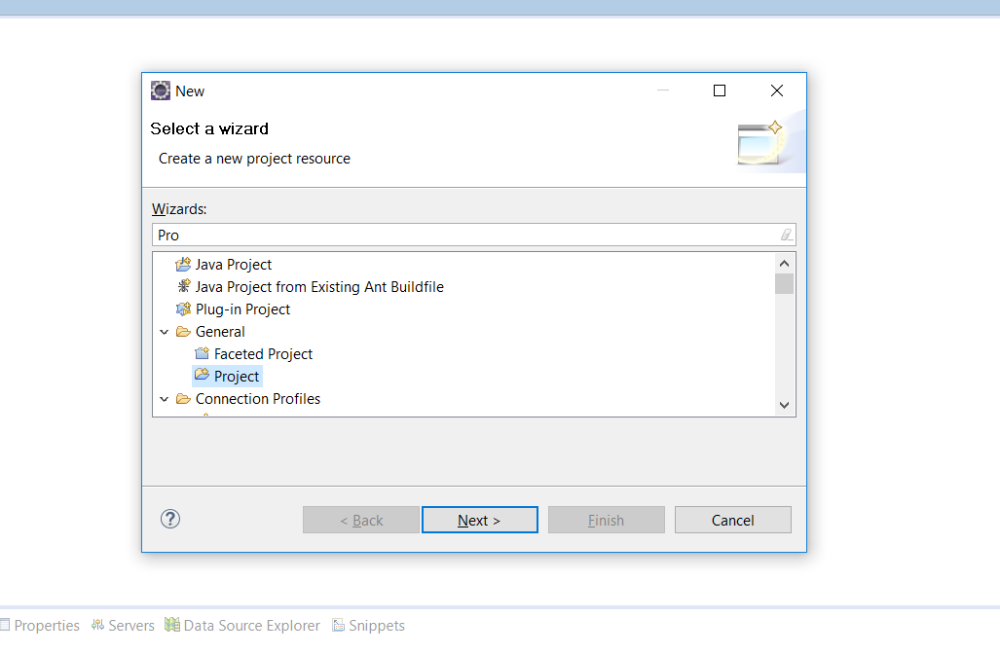 New
Select a wizard
Create a new project resource
Wizards:
Pro
Java Project
Java Project from Existing Ant Buildfile
Plug-in Project
General
Faceted Project
Project
Connection Profiles
? < Back Next > Finish Cancel
Properties Servers Data Source Explorer Snippets